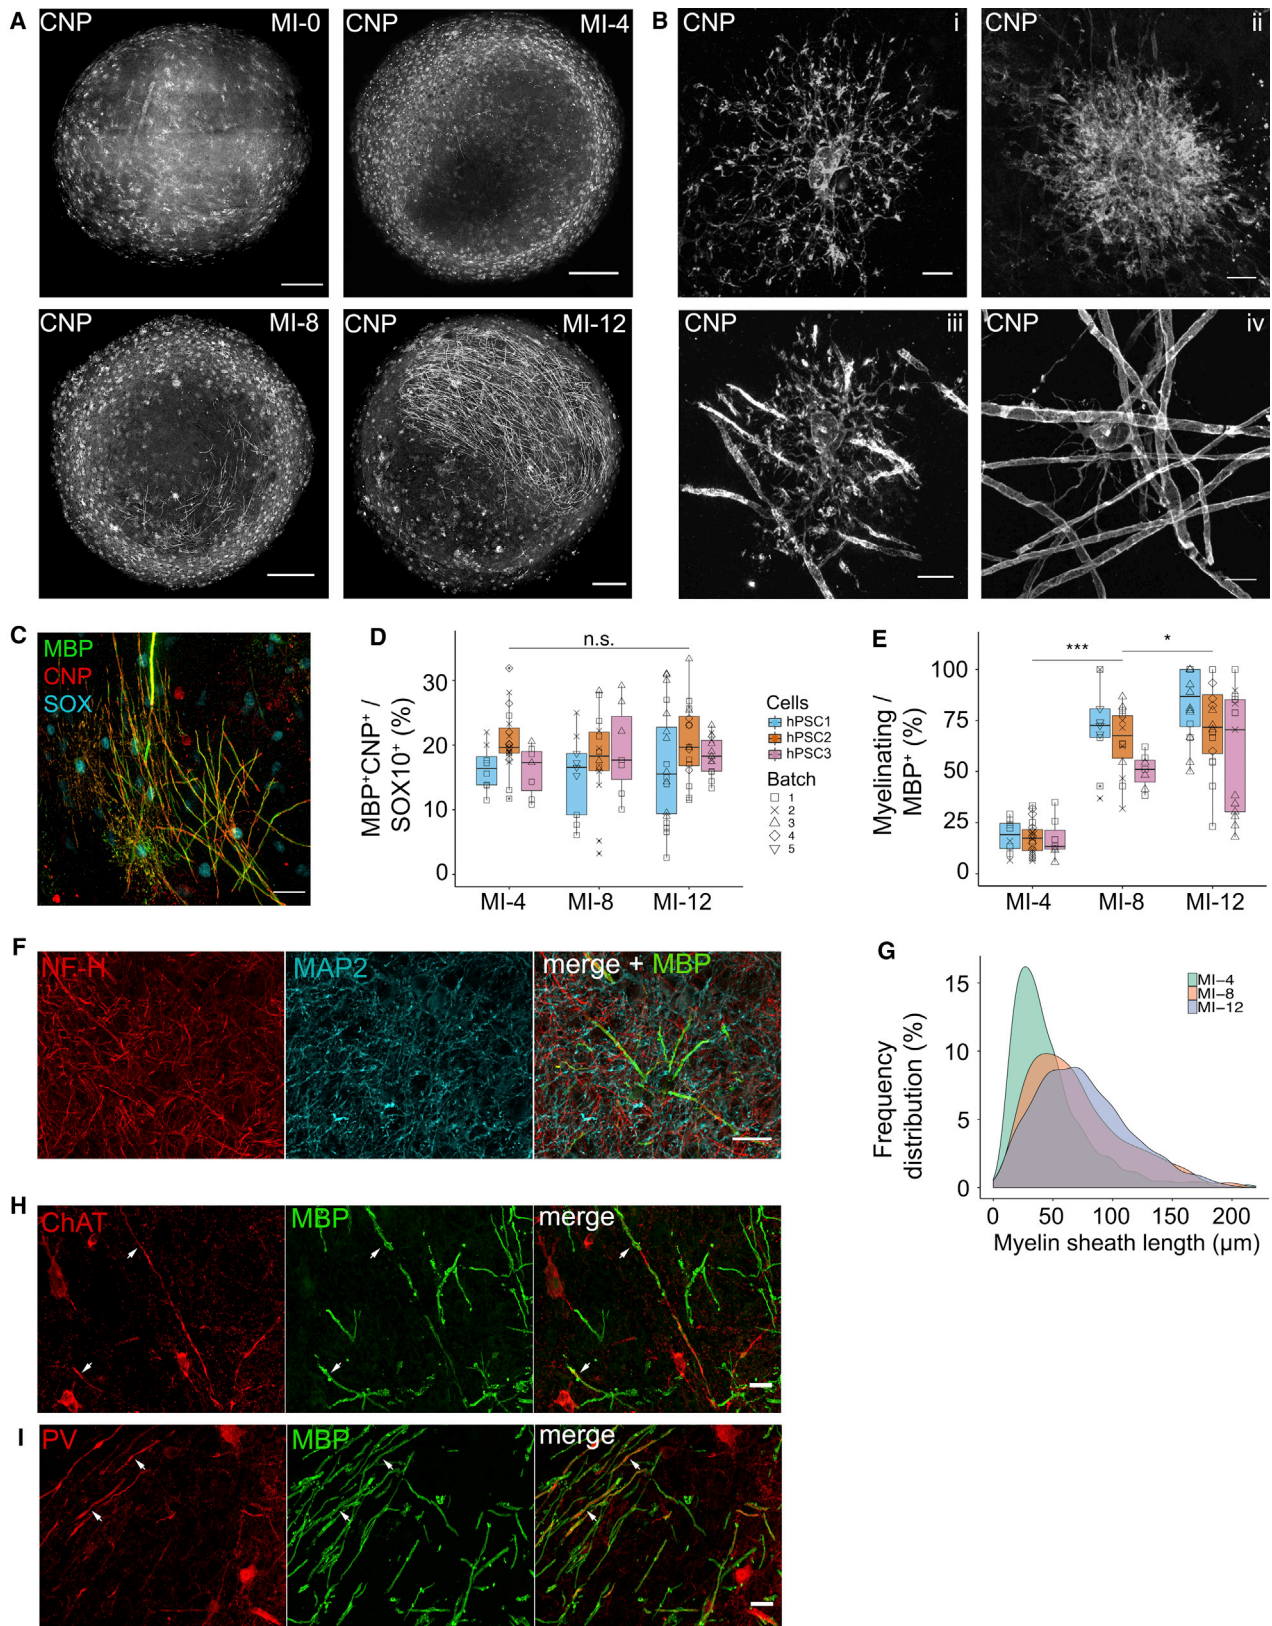 A
CNP MI-0
CNP MI-4
CNP MI-8
CNP MI-12
B
CNP i
CNP ii
CNP iii
CNP iv
C
MBP
CNP
SOX
D
n.s.
MBP+CNP+ /
SOX10+ (%)
30
20
10
0
MI-4 MI-8 MI-12
Cells
hPSC1
hPSC2
hPSC3
Batch
1
2
3
4
5
E
***
*
Myelinating /
MBP+ (%)
100
75
50
25
0
MI-4 MI-8 MI-12
F
NF-H
MAP2
merge + MBP
G
Frequency
distribution (%)
15
10
5
0
MI-4
MI-8
MI-12
0 50 100 150 200
Myelin sheath length (µm)
H
ChAT
MBP
merge
I
PV
MBP
merge